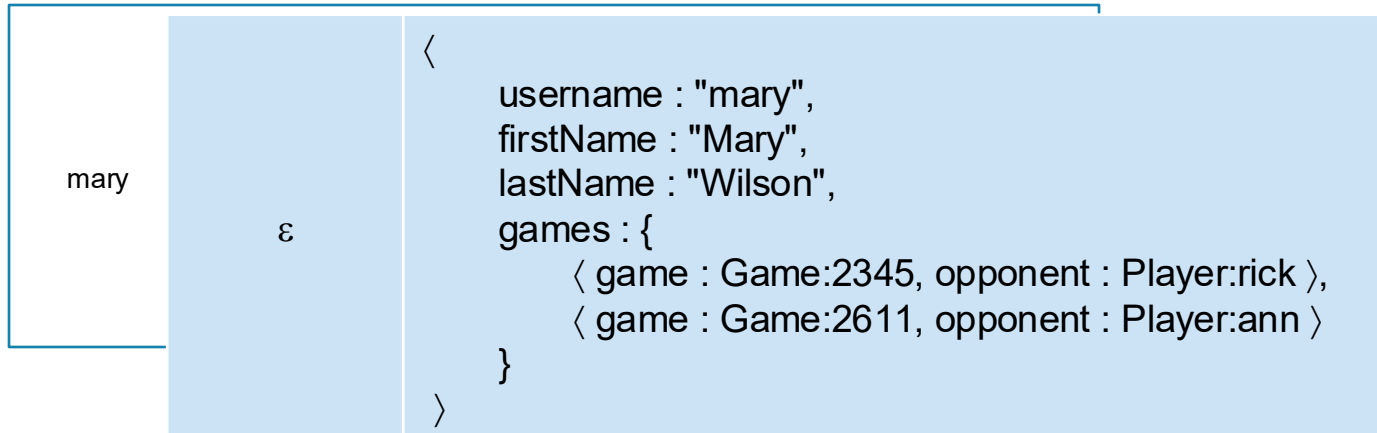 mary
ε
〈
username : "mary",
firstName : "Mary",
lastName : "Wilson",
games : {
〈 game : Game:2345, opponent : Player:rick 〉,
〈 game : Game:2611, opponent : Player:ann 〉
}
〉